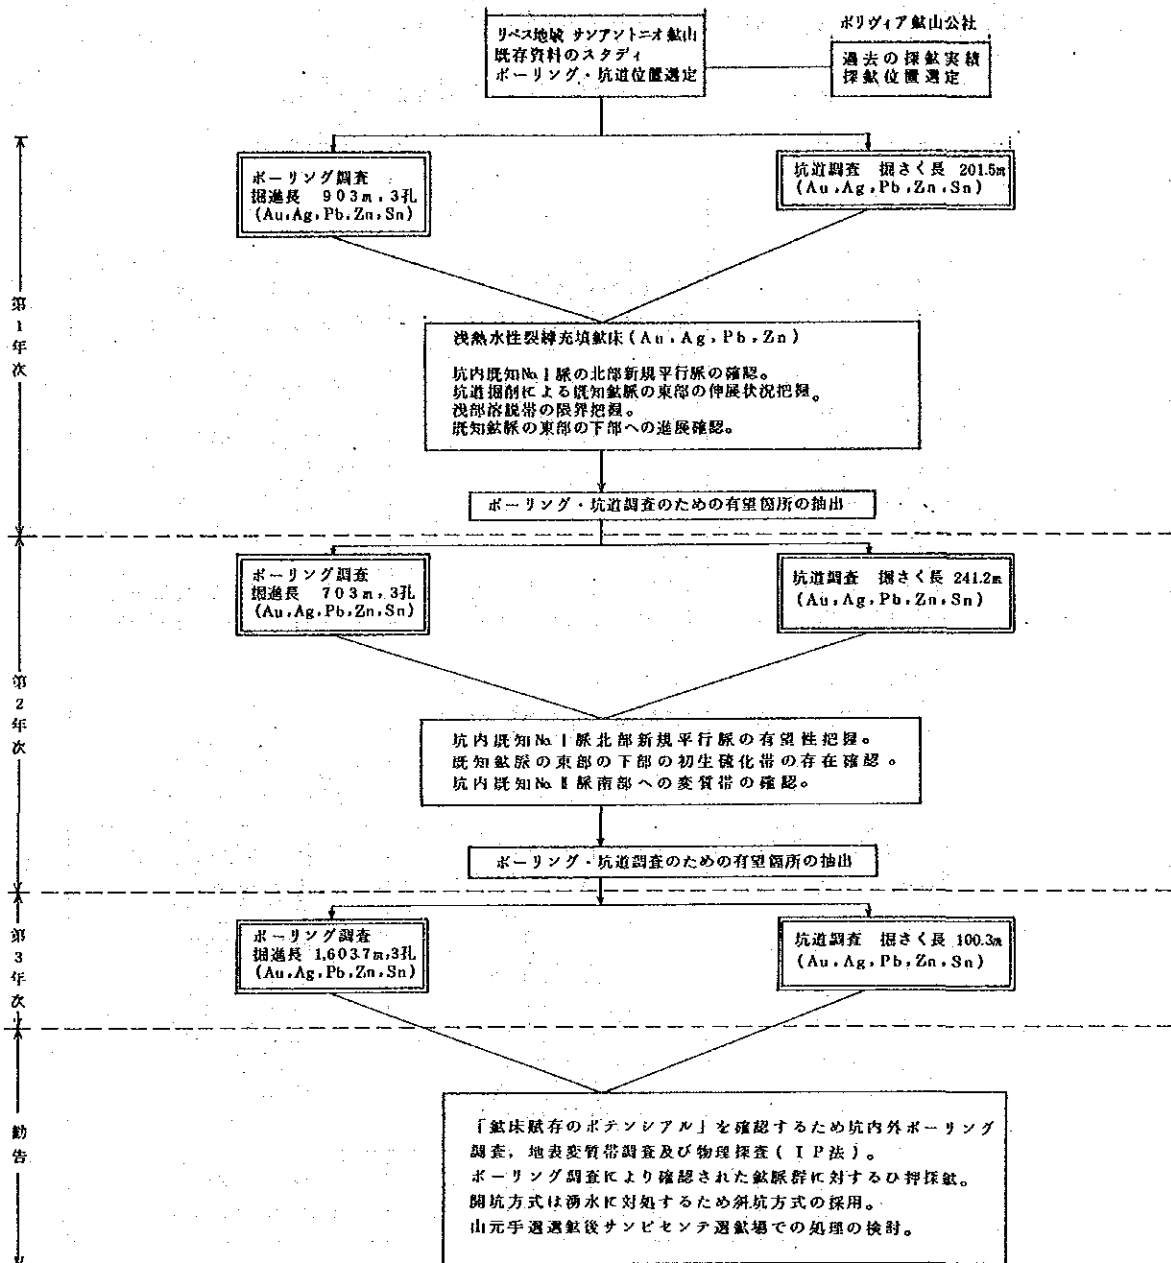 リペス地域 サンアントニオ鉱山
既存資料のスタディ
ボーリング・坑道位置選定
ボリヴィア鉱山公社
過去の探鉱実績
探鉱位置選定
第1年次
ボーリング調査
掘進長 903m,3孔
(Au,Ag,Pb,Zn,Sn)
坑道調査 掘さく長 201.5m
(Au,Ag,Pb,Zn,Sn)
浅熱水性裂罅充填鉱床(Au,Ag,Pb,Zn)
坑内既知No.Ⅰ脈の北部新規平行脈の確認。
坑道掘削による既知鉱脈の東部の伸展状況把握。
浅部溶脱帯の限界把握。
既知鉱脈の東部の下部への進展確認。
ボーリング・坑道調査のための有望箇所の抽出
第2年次
ボーリング調査
掘進長 703m,3孔
(Au,Ag,Pb,Zn,Sn)
坑道調査 掘さく長 241.2m
(Au,Ag,Pb,Zn,Sn)
坑内既知No.Ⅰ脈北部新規平行脈の有望性把握。
既知鉱脈の東部の下部の初生硫化帯の存在確認。
坑内既知No.Ⅱ脈南部への変質帯の確認。
ボーリング・坑道調査のための有望箇所の抽出
第3年次
ボーリング調査
掘進長 1,603.7m,3孔
(Au,Ag,Pb,Zn,Sn)
坑道調査 掘さく長 100.3m
(Au,Ag,Pb,Zn,Sn)
勧告
「鉱床賦存のポテンシャル」を確認するため坑内外ボーリング
調査,地表変質帯調査及び物理探査(IP法)。
ボーリング調査により確認された鉱脈群に対するひ押探鉱。
開坑方式は湧水に対処するため斜坑方式の採用。
山元手選選鉱後サンビセンテ選鉱場での処理の検討。